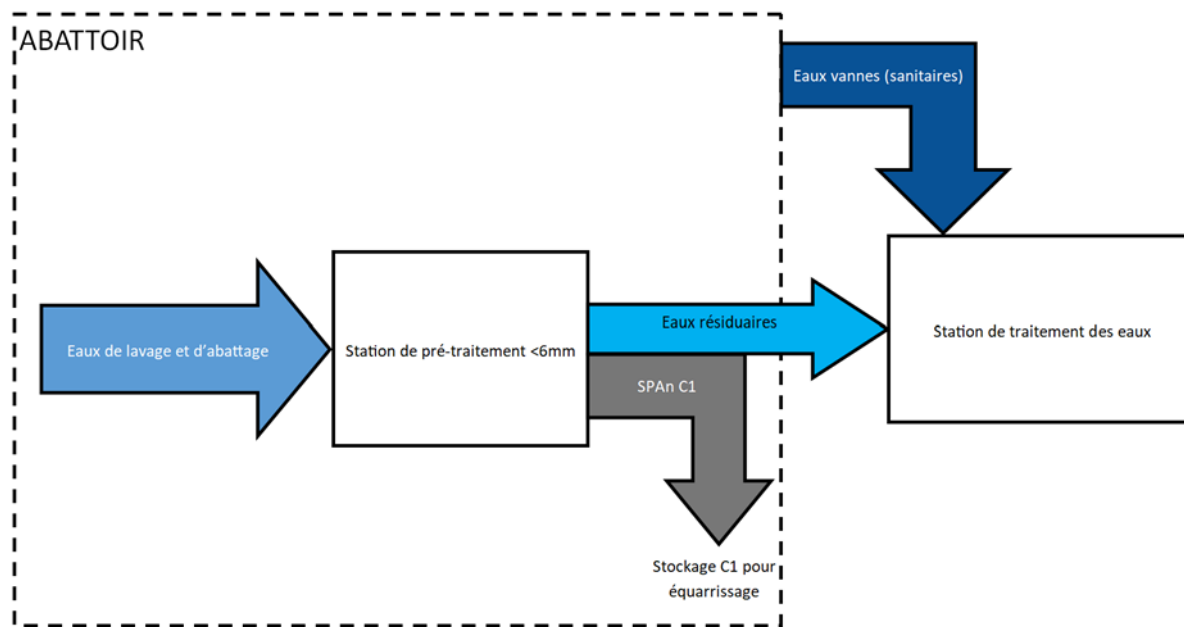 ABATTOIR
Eaux vannes (sanitaires)
Eaux de lavage et d'abattage
Station de pré-traitement <6mm
Eaux résiduaires
SPAn C1
Station de traitement des eaux
Stockage C1 pour
équarrissage